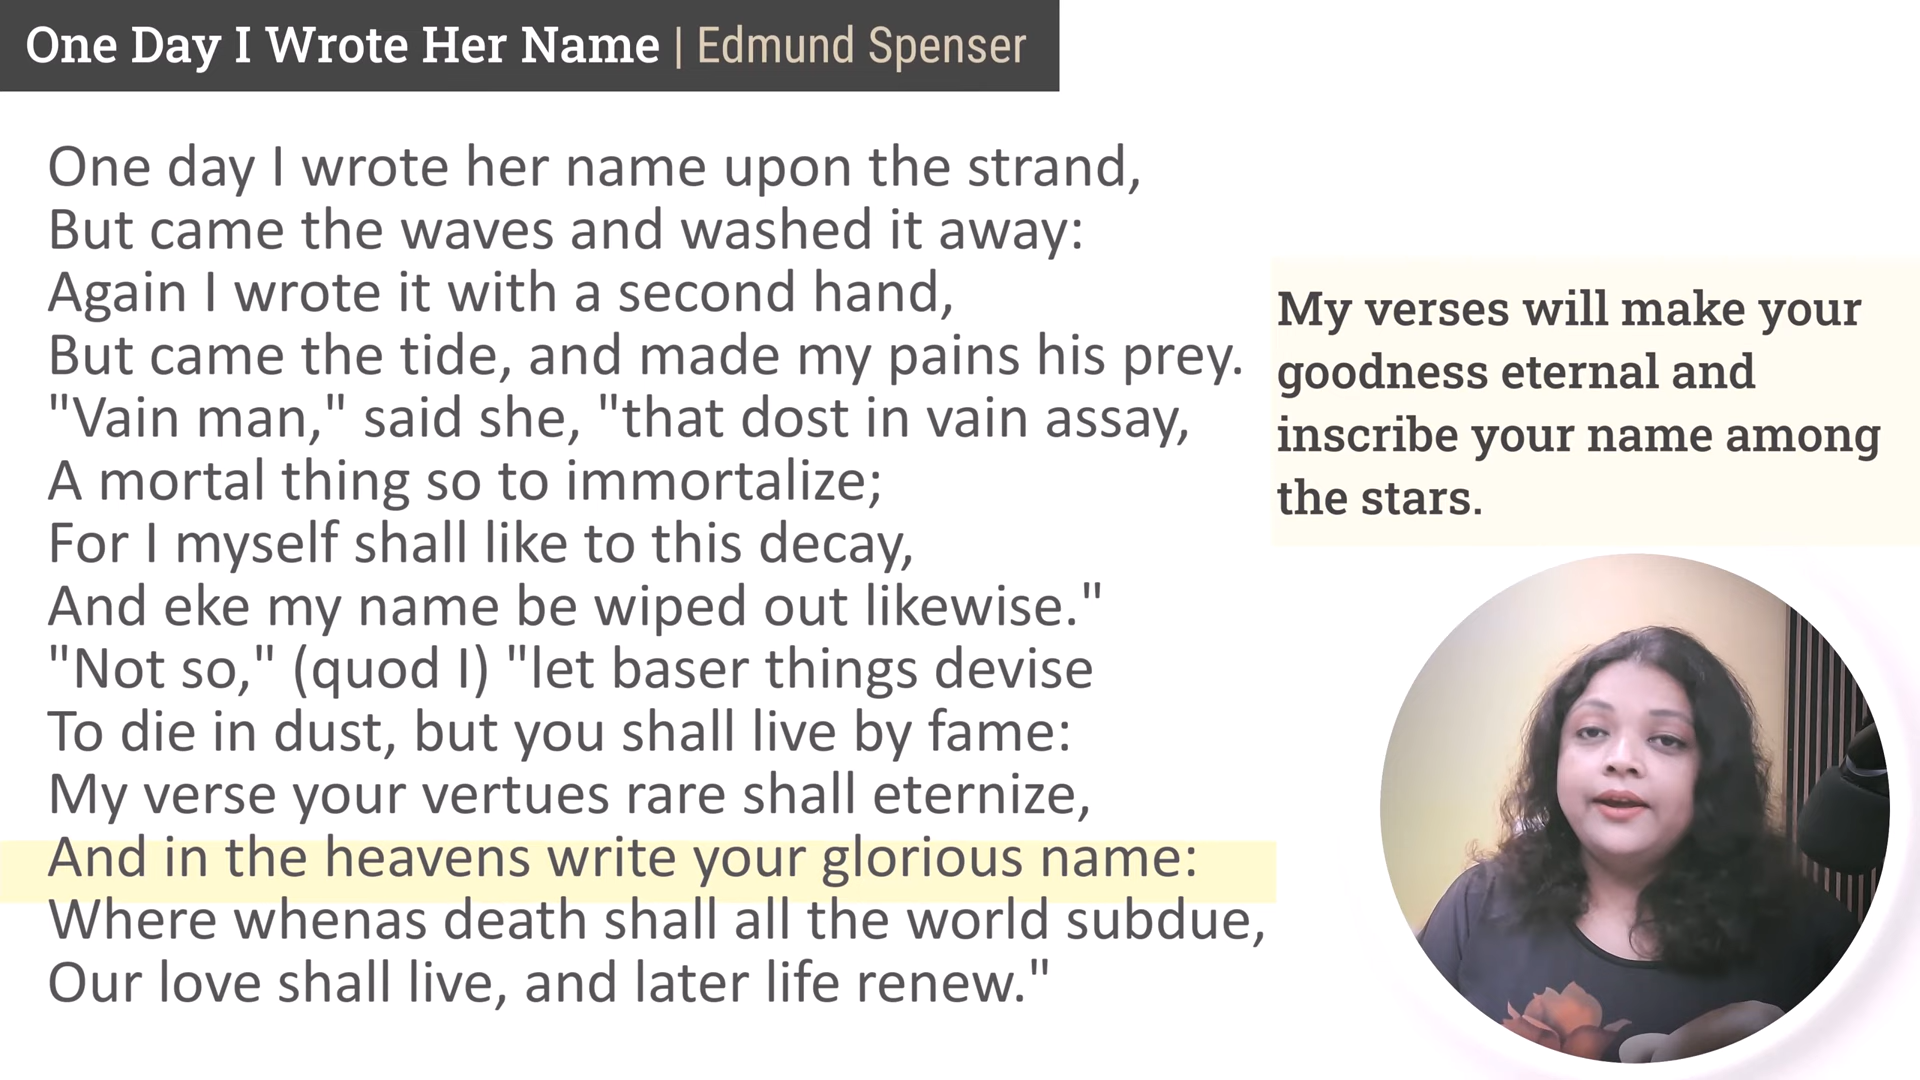 One Day I Wrote Her Name | Edmund Spenser
One day I wrote her name upon the strand,
But came the waves and washed it away:
Again I wrote it with a second hand,
But came the tide, and made my pains his prey.
"Vain man," said she, "that dost in vain assay,
A mortal thing so to immortalize;
For I myself shall like to this decay,
And eke my name be wiped out likewise."
"Not so," (quod I) "let baser things devise
To die in dust, but you shall live by fame:
My verse your vertues rare shall eternize,
And in the heavens write your glorious name:
Where whenas death shall all the world subdue,
Our love shall live, and later life renew."
My verses will make your
goodness eternal and
inscribe your name among
the stars.